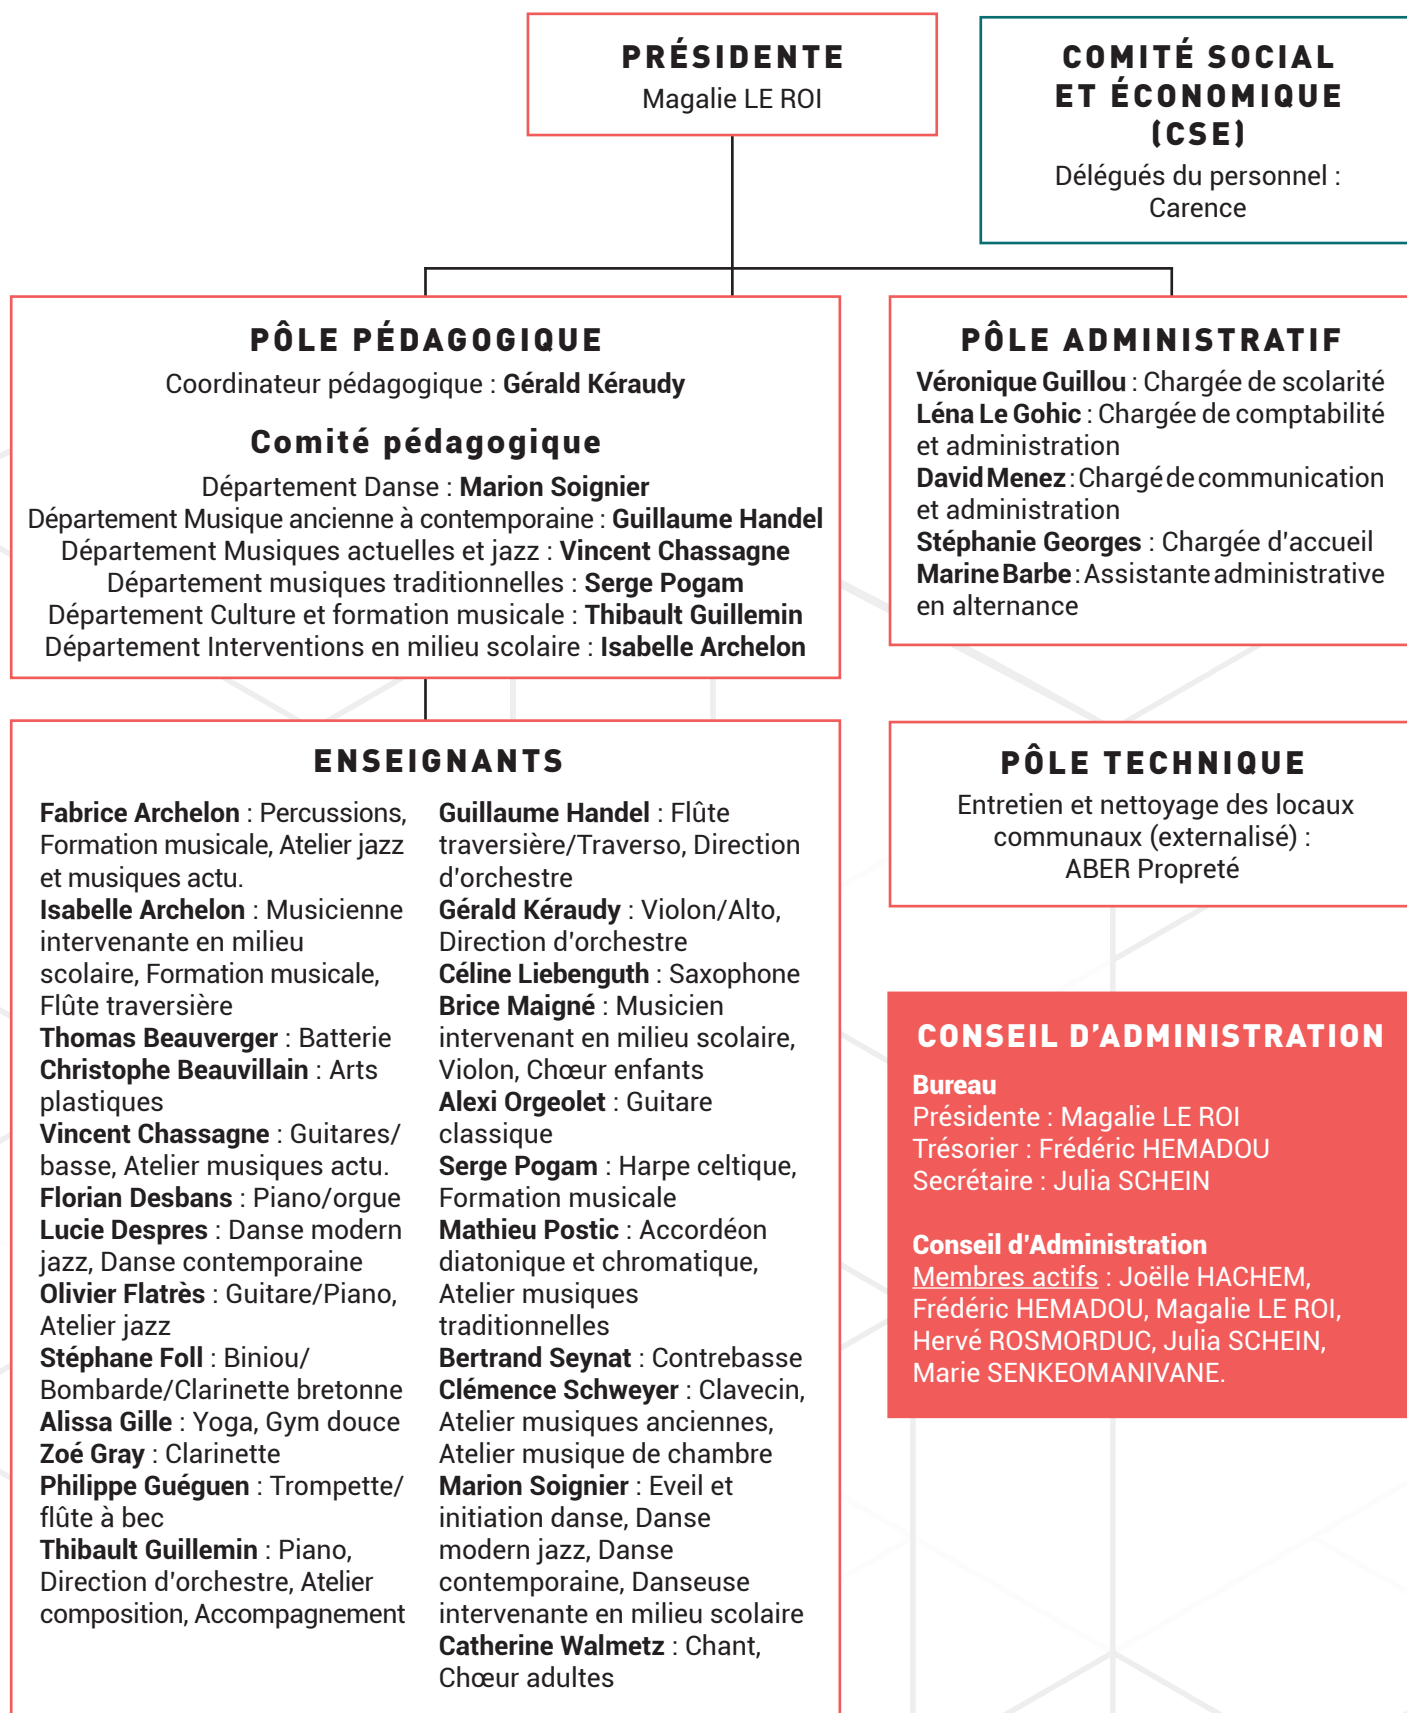 PRÉSIDENTE
Magalie LE ROI
COMITÉ SOCIAL
ET ÉCONOMIQUE
(CSE)
Délégués du personnel :
Carence
PÔLE PÉDAGOGIQUE
Coordinateur pédagogique : Gérald Kéraudy
Comité pédagogique
Département Danse : Marion Soignier
Département Musique ancienne à contemporaine : Guillaume Handel
Département Musiques actuelles et jazz : Vincent Chassagne
Département musiques traditionnelles : Serge Pogam
Département Culture et formation musicale : Thibault Guillemin
Département Interventions en milieu scolaire : Isabelle Archelon
PÔLE ADMINISTRATIF
Véronique Guillou : Chargée de scolarité
Léna Le Gohic : Chargée de comptabilité
et administration
David Menez : Chargé de communication
et administration
Stéphanie Georges : Chargée d'accueil
Marine Barbe : Assistante administrative
en alternance
ENSEIGNANTS
Fabrice Archelon : Percussions,
Formation musicale, Atelier jazz
et musiques actu.
Isabelle Archelon : Musicienne
intervenante en milieu
scolaire, Formation musicale,
Flûte traversière
Thomas Beauverger : Batterie
Christophe Beauvillain : Arts
plastiques
Vincent Chassagne : Guitares/
basse, Atelier musiques actu.
Florian Desbans : Piano/orgue
Lucie Despres : Danse modern
jazz, Danse contemporaine
Olivier Flatrès : Guitare/Piano,
Atelier jazz
Stéphane Foll : Biniou/
Bombarde/Clarinette bretonne
Alissa Gille : Yoga, Gym douce
Zoé Gray : Clarinette
Philippe Guéguen : Trompette/
flûte à bec
Thibault Guillemin : Piano,
Direction d'orchestre, Atelier
composition, Accompagnement
Guillaume Handel : Flûte
traversière/Traverso, Direction
d'orchestre
Gérald Kéraudy : Violon/Alto,
Direction d'orchestre
Céline Liebenguth : Saxophone
Brice Maigné : Musicien
intervenant en milieu scolaire,
Violon, Chœur enfants
Alexi Orgeolet : Guitare
classique
Serge Pogam : Harpe celtique,
Formation musicale
Mathieu Postic : Accordéon
diatonique et chromatique,
Atelier musiques
traditionnelles
Bertrand Seynat : Contrebasse
Clémence Schweyer : Clavecin,
Atelier musiques anciennes,
Atelier musique de chambre
Marion Soignier : Eveil et
initiation danse, Danse
modern jazz, Danse
contemporaine, Danseuse
intervenante en milieu scolaire
Catherine Walmetz : Chant,
Chœur adultes
PÔLE TECHNIQUE
Entretien et nettoyage des locaux
communaux (externalisé) :
ABER Propreté
CONSEIL D’ADMINISTRATION
Bureau
Présidente : Magalie LE ROI
Trésorier : Frédéric HEMADOU
Secrétaire : Julia SCHEIN
Conseil d’Administration
Membres actifs : Joëlle HACHEM,
Frédéric HEMADOU, Magalie LE ROI,
Hervé ROSMORDUC, Julia SCHEIN,
Marie SENKEOMANIVANE.